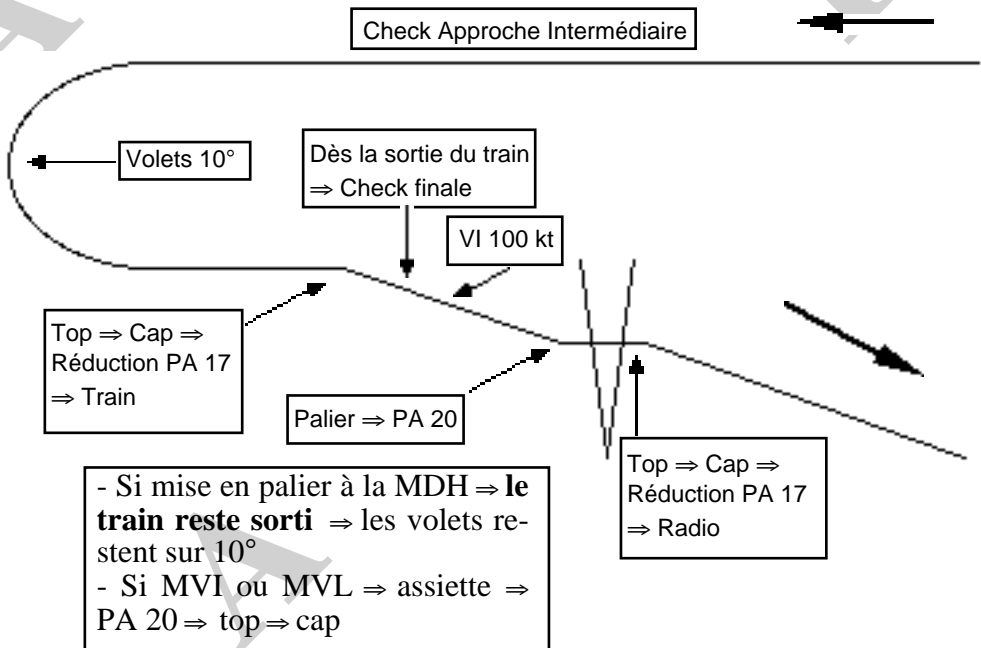 Check Approche Intermédiaire
Volets 10°
Dès la sortie du train
⇒ Check finale
VI 100 kt
Top ⇒ Cap ⇒
Réduction PA 17
⇒ Train
Palier ⇒ PA 20
Top ⇒ Cap ⇒
Réduction PA 17
⇒ Radio
- Si mise en palier à la MDH ⇒ le
train reste sorti ⇒ les volets re-
stent sur 10°
- Si MVI ou MVL ⇒ assiette ⇒
PA 20 ⇒ top ⇒ cap